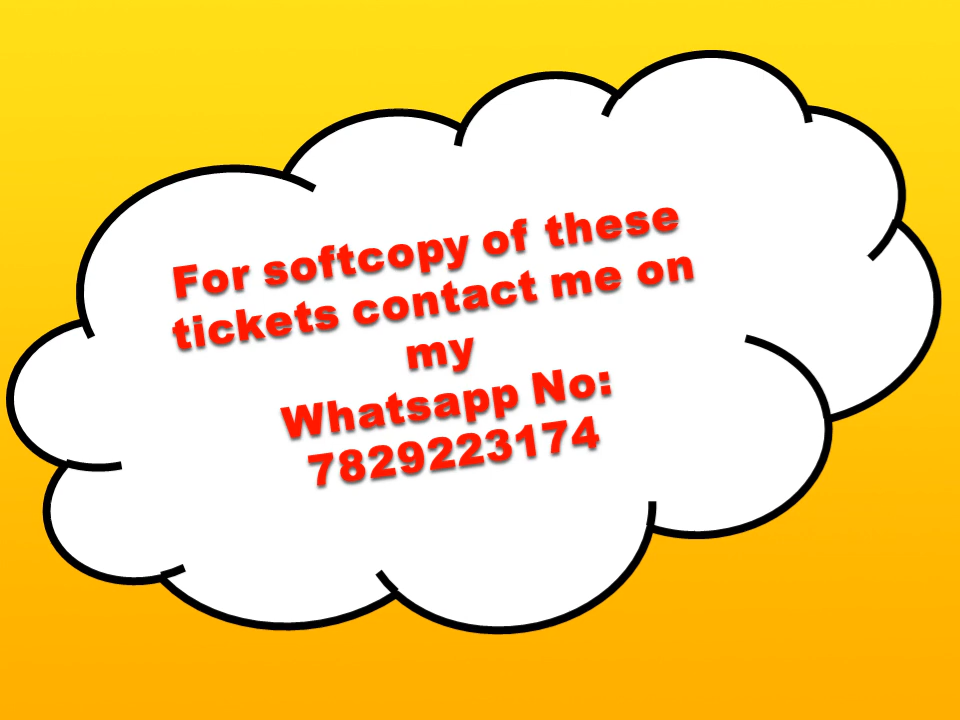 For softcopy of these
tickets contact me on
my
Whatsapp No:
7829223174